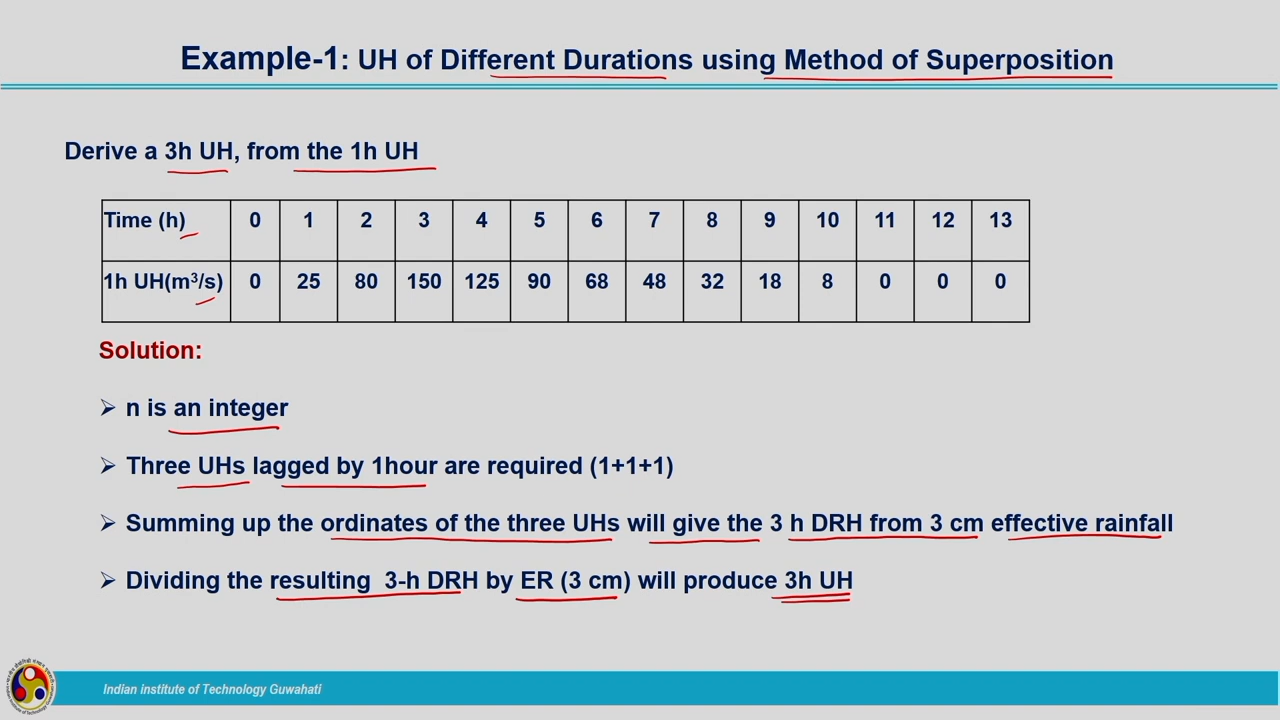 Example-1: UH of Different Durations using Method of Superposition
Derive a 3h UH, from the 1h UH
Time (h) 0 1 2 3 4 5 6 7 8 9 10 11 12 13
1h UH(m³/s) 0 25 80 150 125 90 68 48 32 18 8 0 0 0
Solution:
➢ n is an integer
➢ Three UHs lagged by 1hour are required (1+1+1)
➢ Summing up the ordinates of the three UHs will give the 3 h DRH from 3 cm effective rainfall
➢ Dividing the resulting 3-h DRH by ER (3 cm) will produce 3h UH
Indian institute of Technology Guwahati